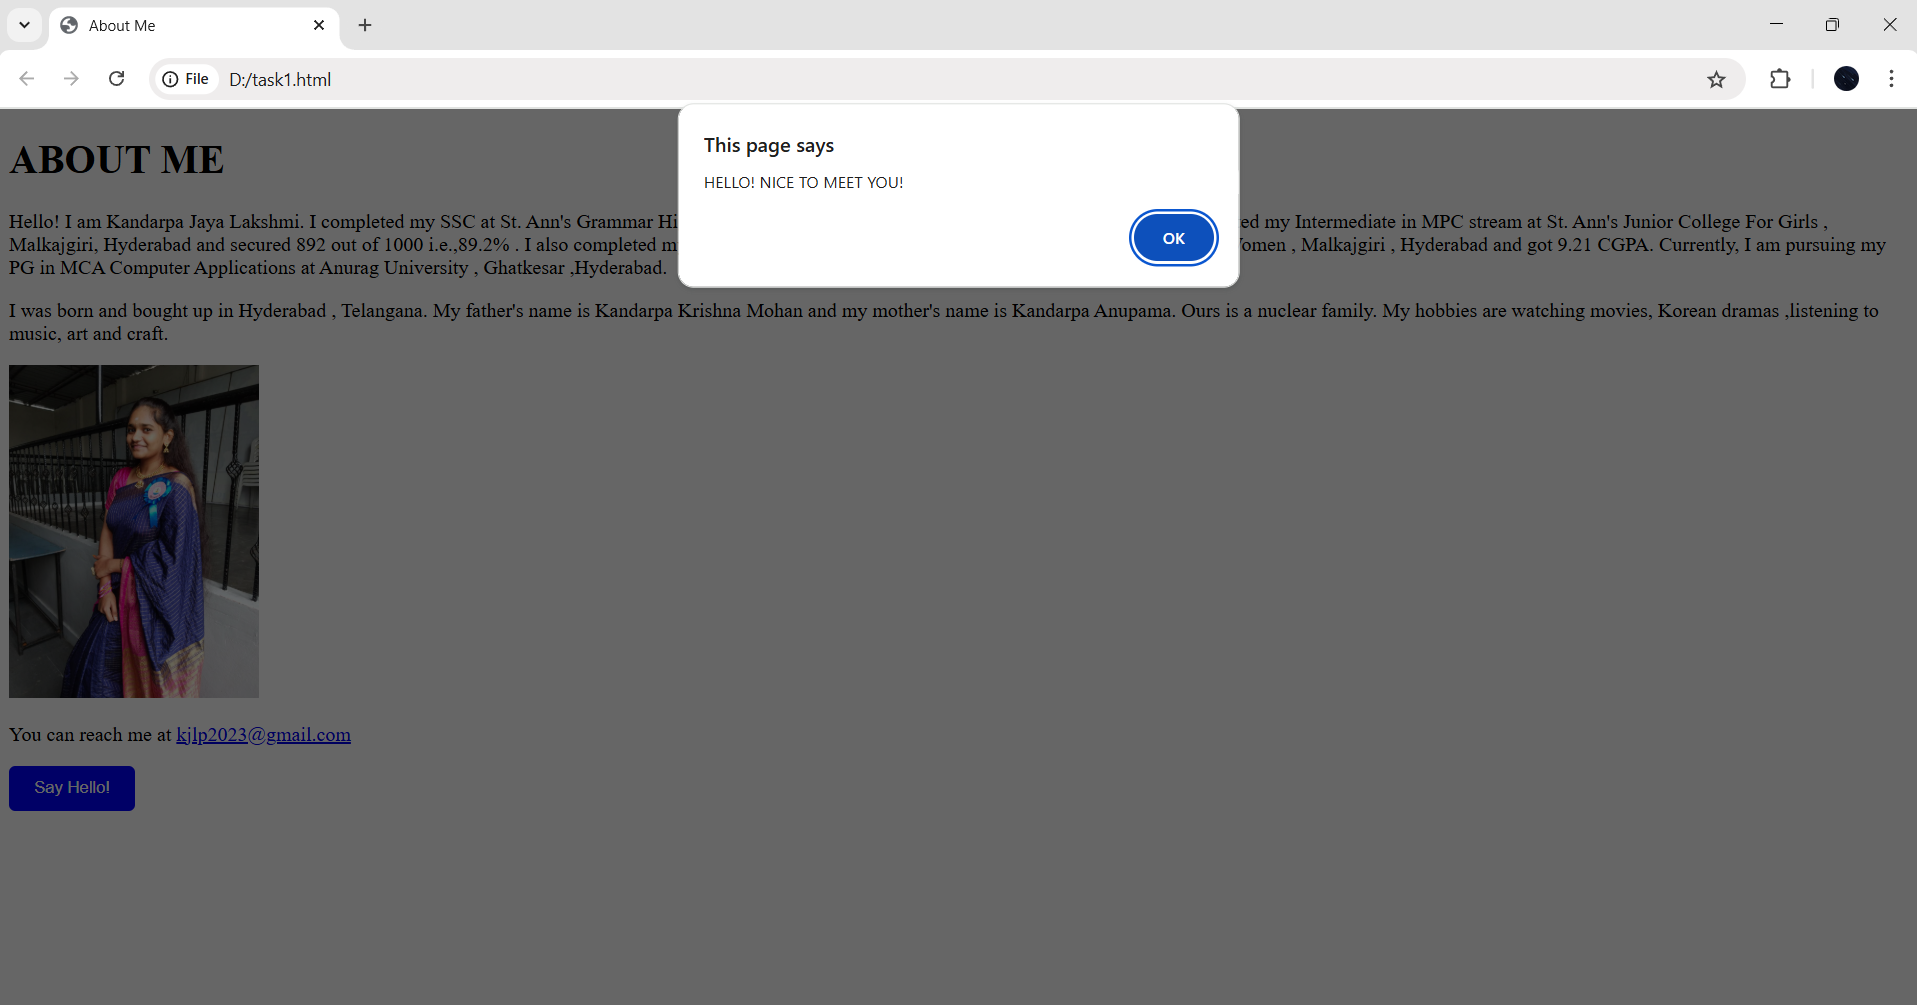 About Me
File D:/task1.html
This page says
HELLO! NICE TO MEET YOU!
OK
ABOUT ME
Hello! I am Kandarpa Jaya Lakshmi. I completed my SSC at St. Ann's Grammar Hi ed my Intermediate in MPC stream at St. Ann's Junior College For Girls ,
Malkajgiri, Hyderabad and secured 892 out of 1000 i.e.,89.2% . I also completed m omen , Malkajgiri , Hyderabad and got 9.21 CGPA. Currently, I am pursuing my
PG in MCA Computer Applications at Anurag University , Ghatkesar ,Hyderabad.
I was born and bought up in Hyderabad , Telangana. My father's name is Kandarpa Krishna Mohan and my mother's name is Kandarpa Anupama. Ours is a nuclear family. My hobbies are watching movies, Korean dramas ,listening to
music, art and craft.
You can reach me at kjlp2023@gmail.com
Say Hello!